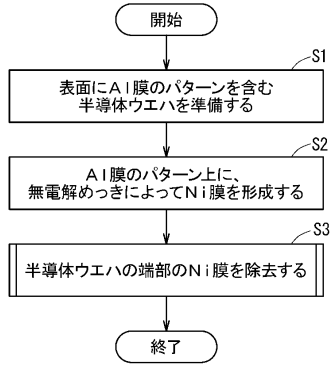 開始
S1
表面にAl膜のパターンを含む
半導体ウエハを準備する
S2
Al膜のパターン上に、
無電解めっきによってNi膜を形成する
S3
半導体ウエハの端部のNi膜を除去する
終了